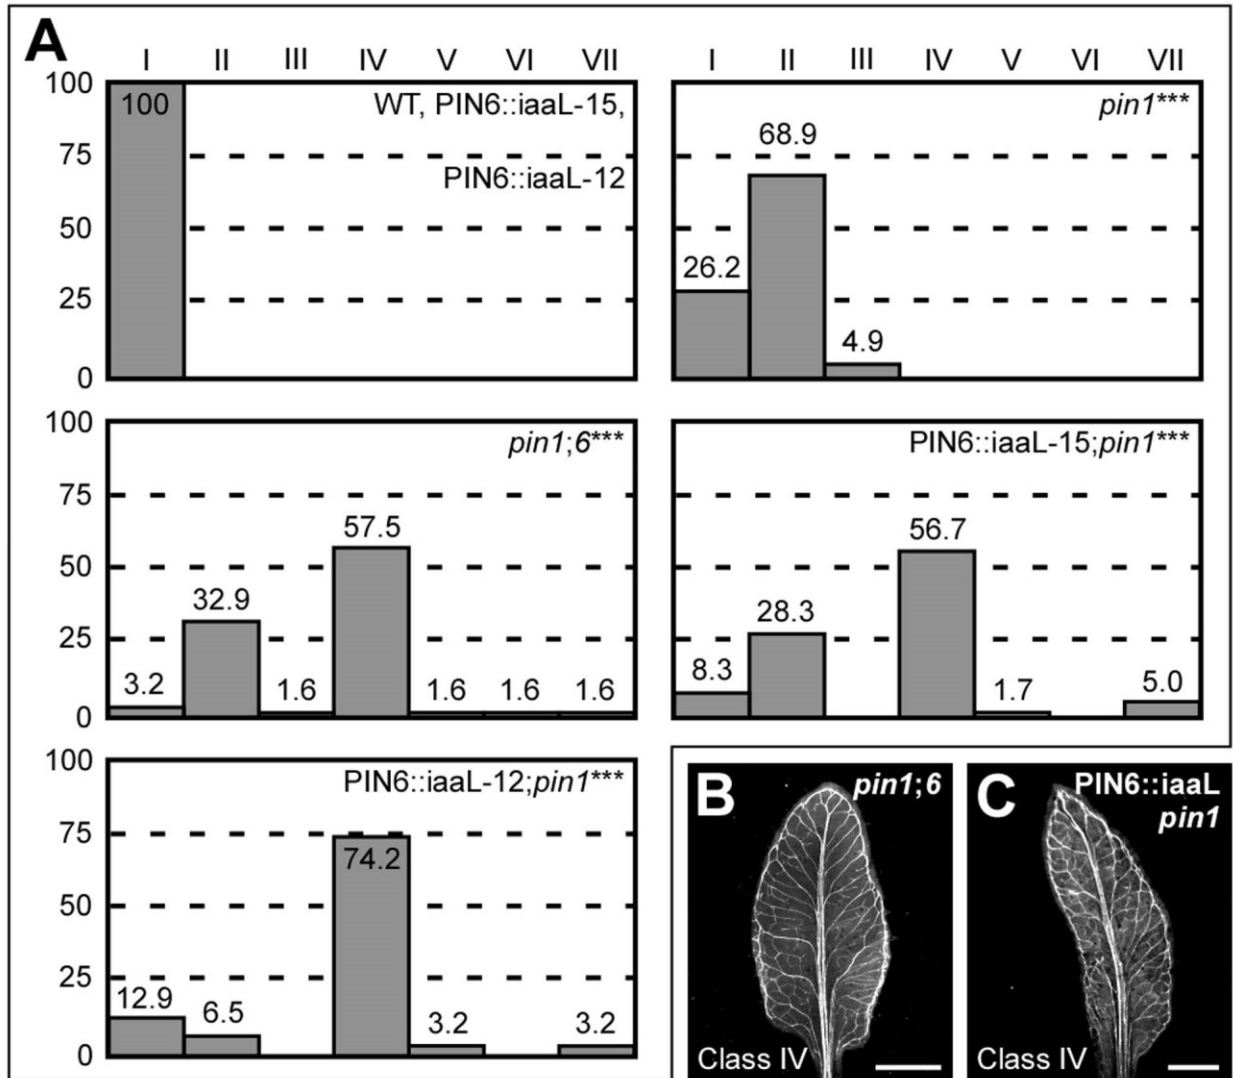 A
I II III IV V VI VII
I II III IV V VI VII
100
75
50
25
0
100
WT, PIN6::iaaL-15,
PIN6::iaaL-12
pin1***
26.2
68.9
4.9
100
75
50
25
0
pin1;6***
3.2
32.9
1.6
57.5
1.6
1.6
1.6
PIN6::iaaL-15;pin1***
8.3
28.3
56.7
1.7
5.0
100
75
50
25
0
PIN6::iaaL-12;pin1***
12.9
6.5
74.2
3.2
3.2
B
pin1;6
Class IV
C
PIN6::iaaL
pin1
Class IV